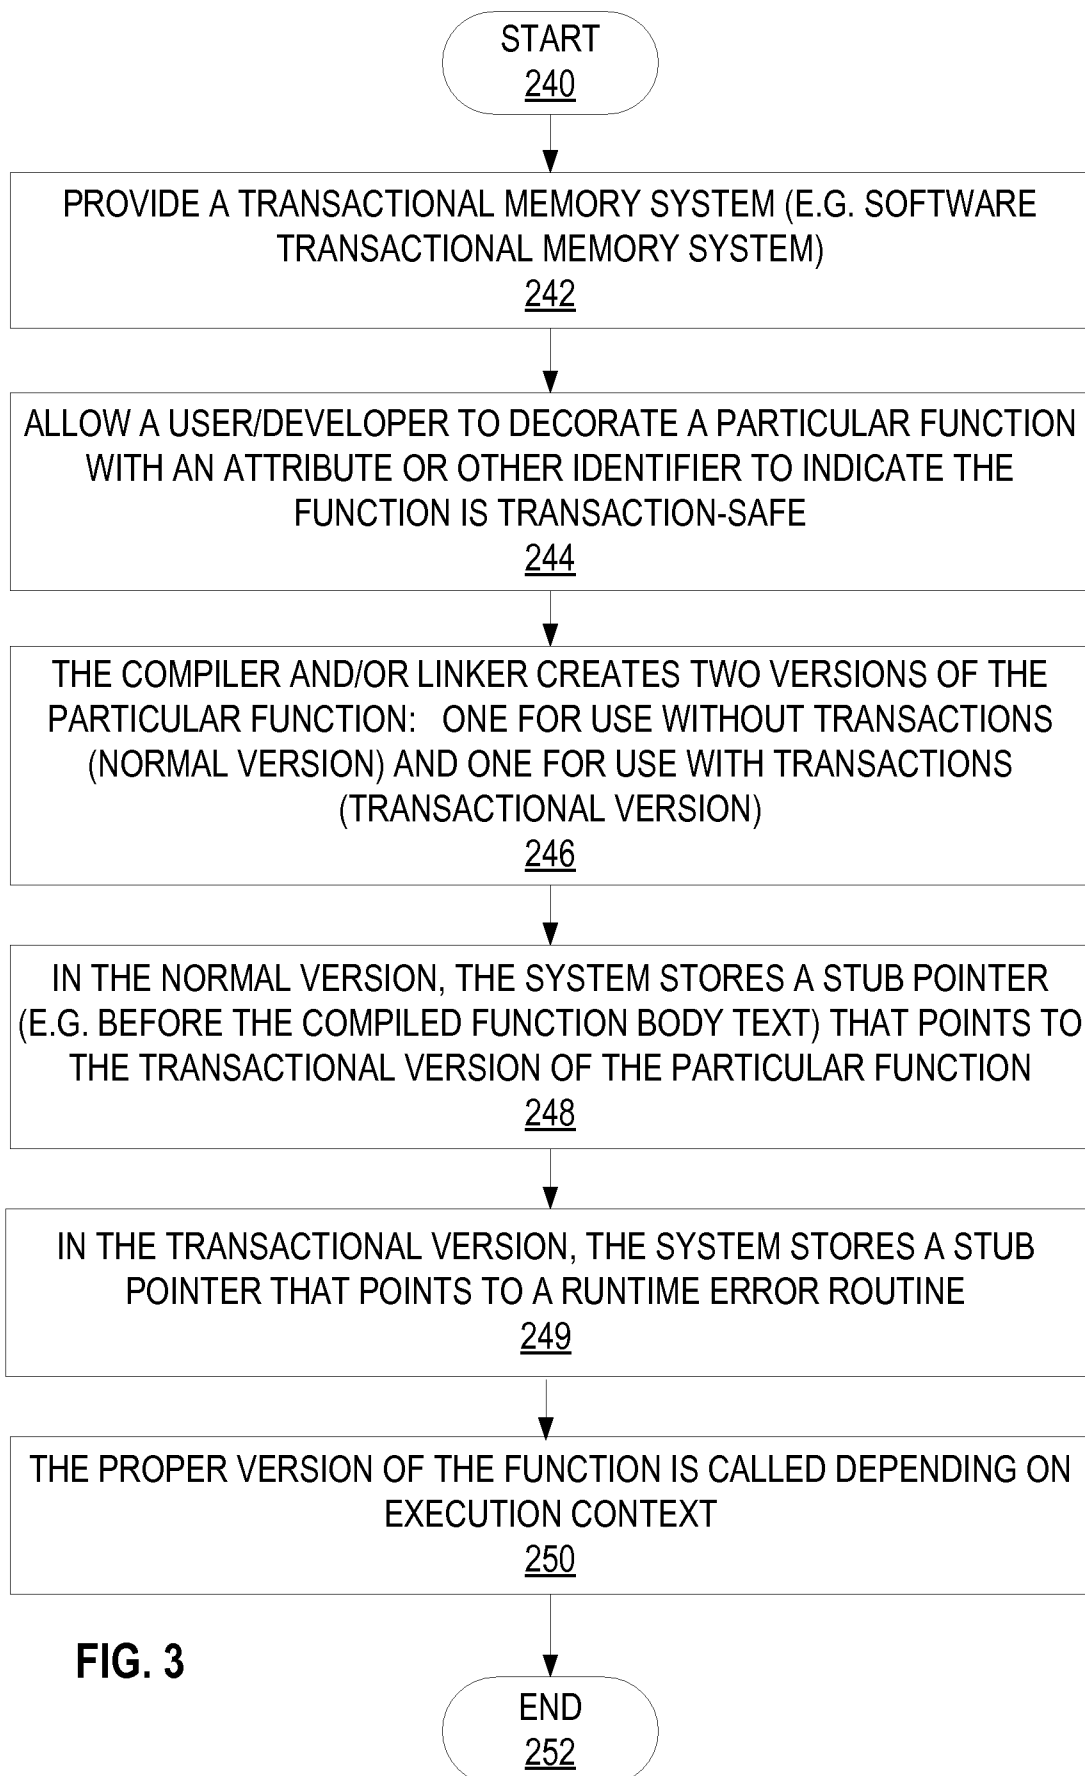 START
240
PROVIDE A TRANSACTIONAL MEMORY SYSTEM (E.G. SOFTWARE
TRANSACTIONAL MEMORY SYSTEM)
242
ALLOW A USER/DEVELOPER TO DECORATE A PARTICULAR FUNCTION
WITH AN ATTRIBUTE OR OTHER IDENTIFIER TO INDICATE THE
FUNCTION IS TRANSACTION-SAFE
244
THE COMPILER AND/OR LINKER CREATES TWO VERSIONS OF THE
PARTICULAR FUNCTION: ONE FOR USE WITHOUT TRANSACTIONS
(NORMAL VERSION) AND ONE FOR USE WITH TRANSACTIONS
(TRANSACTIONAL VERSION)
246
IN THE NORMAL VERSION, THE SYSTEM STORES A STUB POINTER
(E.G. BEFORE THE COMPILED FUNCTION BODY TEXT) THAT POINTS TO
THE TRANSACTIONAL VERSION OF THE PARTICULAR FUNCTION
248
IN THE TRANSACTIONAL VERSION, THE SYSTEM STORES A STUB
POINTER THAT POINTS TO A RUNTIME ERROR ROUTINE
249
THE PROPER VERSION OF THE FUNCTION IS CALLED DEPENDING ON
EXECUTION CONTEXT
250
FIG. 3
END
252